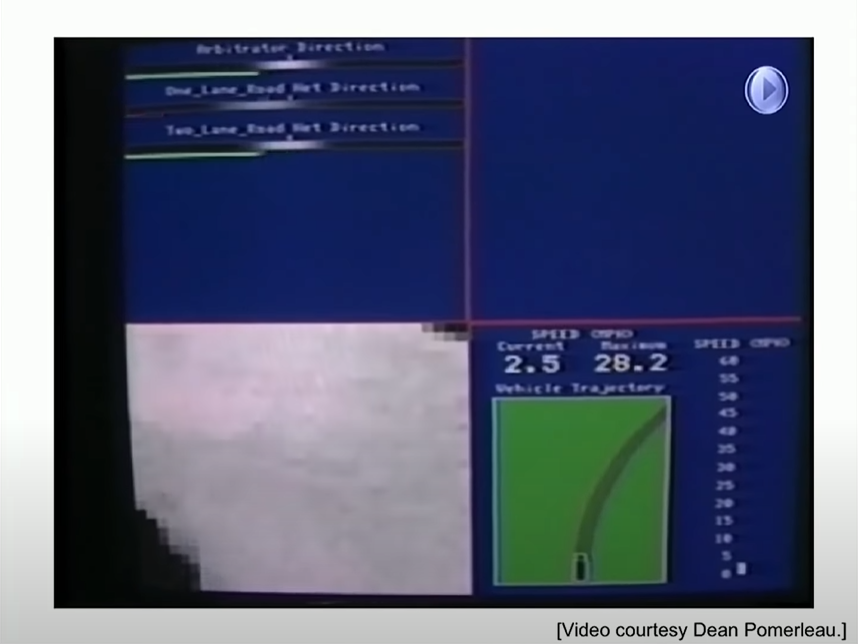 Arbitrator Direction
One_Lane_Road Net Direction
Two_Lane_Road Net Direction
SPEED (MPH)
Current Maximum
2.5 28.2
Vehicle Trajectory
SPEED (MPH)
60
55
50
45
40
35
30
25
20
15
10
5
0
[Video courtesy Dean Pomerleau.]